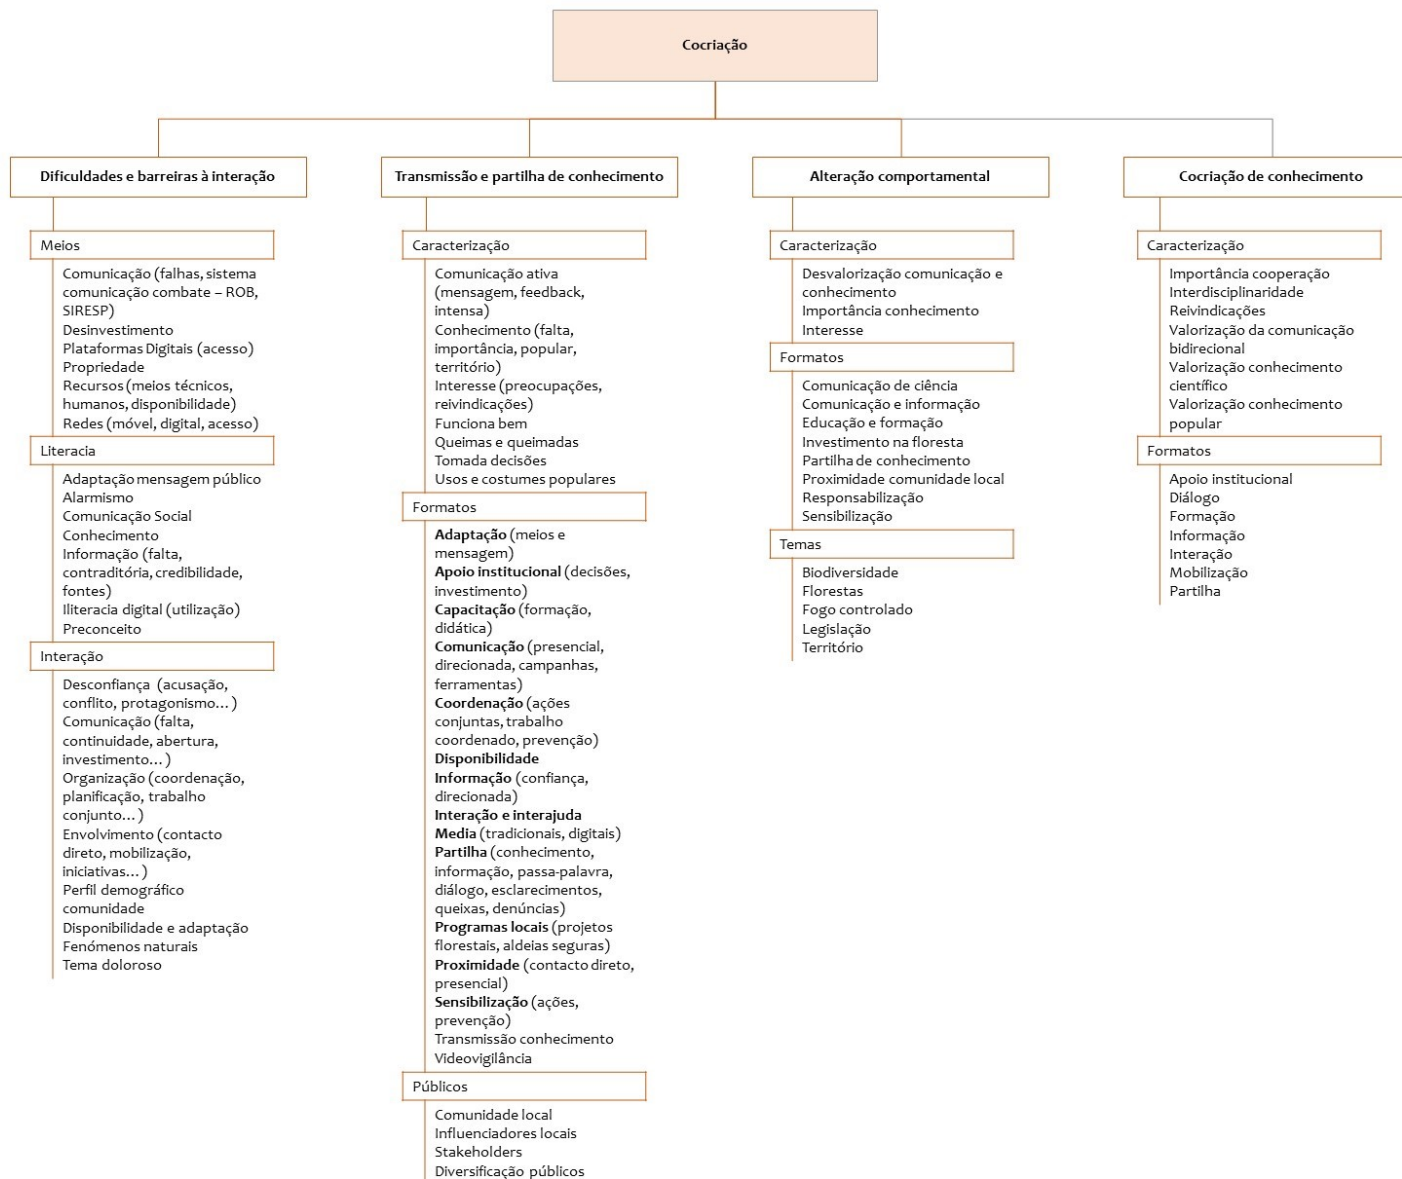 Cocriação
Dificuldades e barreiras à interação
Meios
Comunicação (falhas, sistema
comunicação combate – ROB,
SIRESP)
Desinvestimento
Plataformas Digitais (acesso)
Propriedade
Recursos (meios técnicos,
humanos, disponibilidade)
Redes (móvel, digital, acesso)
Literacia
Adaptação mensagem público
Alarmismo
Comunicação Social
Conhecimento
Informação (falta,
contraditória, credibilidade,
fontes)
Iliteracia digital (utilização)
Preconceito
Interação
Desconfiança (acusação,
conflito, protagonismo… )
Comunicação (falta,
continuidade, abertura,
investimento… )
Organização (coordenação,
planificação, trabalho
conjunto… )
Envolvimento (contacto
direto, mobilização,
iniciativas… )
Perfil demográfico
comunidade
Disponibilidade e adaptação
Fenómenos naturais
Tema doloroso
Transmissão e partilha de conhecimento
Caracterização
Comunicação ativa
(mensagem, feedback,
intensa)
Conhecimento (falta,
importância, popular,
território)
Interesse (preocupações,
reivindicações)
Funciona bem
Queimas e queimadas
Tomada decisões
Usos e costumes populares
Formatos
Adaptação (meios e
mensagem)
Apoio institucional (decisões,
investimento)
Capacitação (formação,
didática)
Comunicação (presencial,
direcionada, campanhas,
ferramentas)
Coordenação (ações
conjuntas, trabalho
coordenado, prevenção)
Disponibilidade
Informação (confiança,
direcionada)
Interação e interajuda
Media (tradicionais, digitais)
Partilha (conhecimento,
informação, passa-palavra,
diálogo, esclarecimentos,
queixas, denúncias)
Programas locais (projetos
florestais, aldeias seguras)
Proximidade (contacto direto,
presencial)
Sensibilização (ações,
prevenção)
Transmissão conhecimento
Videovigilância
Públicos
Comunidade local
Influenciadores locais
Stakeholders
Diversificação públicos
Alteração comportamental
Caracterização
Desvalorização comunicação e
conhecimento
Importância conhecimento
Interesse
Formatos
Comunicação de ciência
Comunicação e informação
Educação e formação
Investimento na floresta
Partilha de conhecimento
Proximidade comunidade local
Responsabilização
Sensibilização
Temas
Biodiversidade
Florestas
Fogo controlado
Legislação
Território
Cocriação de conhecimento
Caracterização
Importância cooperação
Interdisciplinaridade
Reivindicações
Valorização da comunicação
bidirecional
Valorização conhecimento
científico
Valorização conhecimento
popular
Formatos
Apoio institucional
Diálogo
Formação
Informação
Interação
Mobilização
Partilha